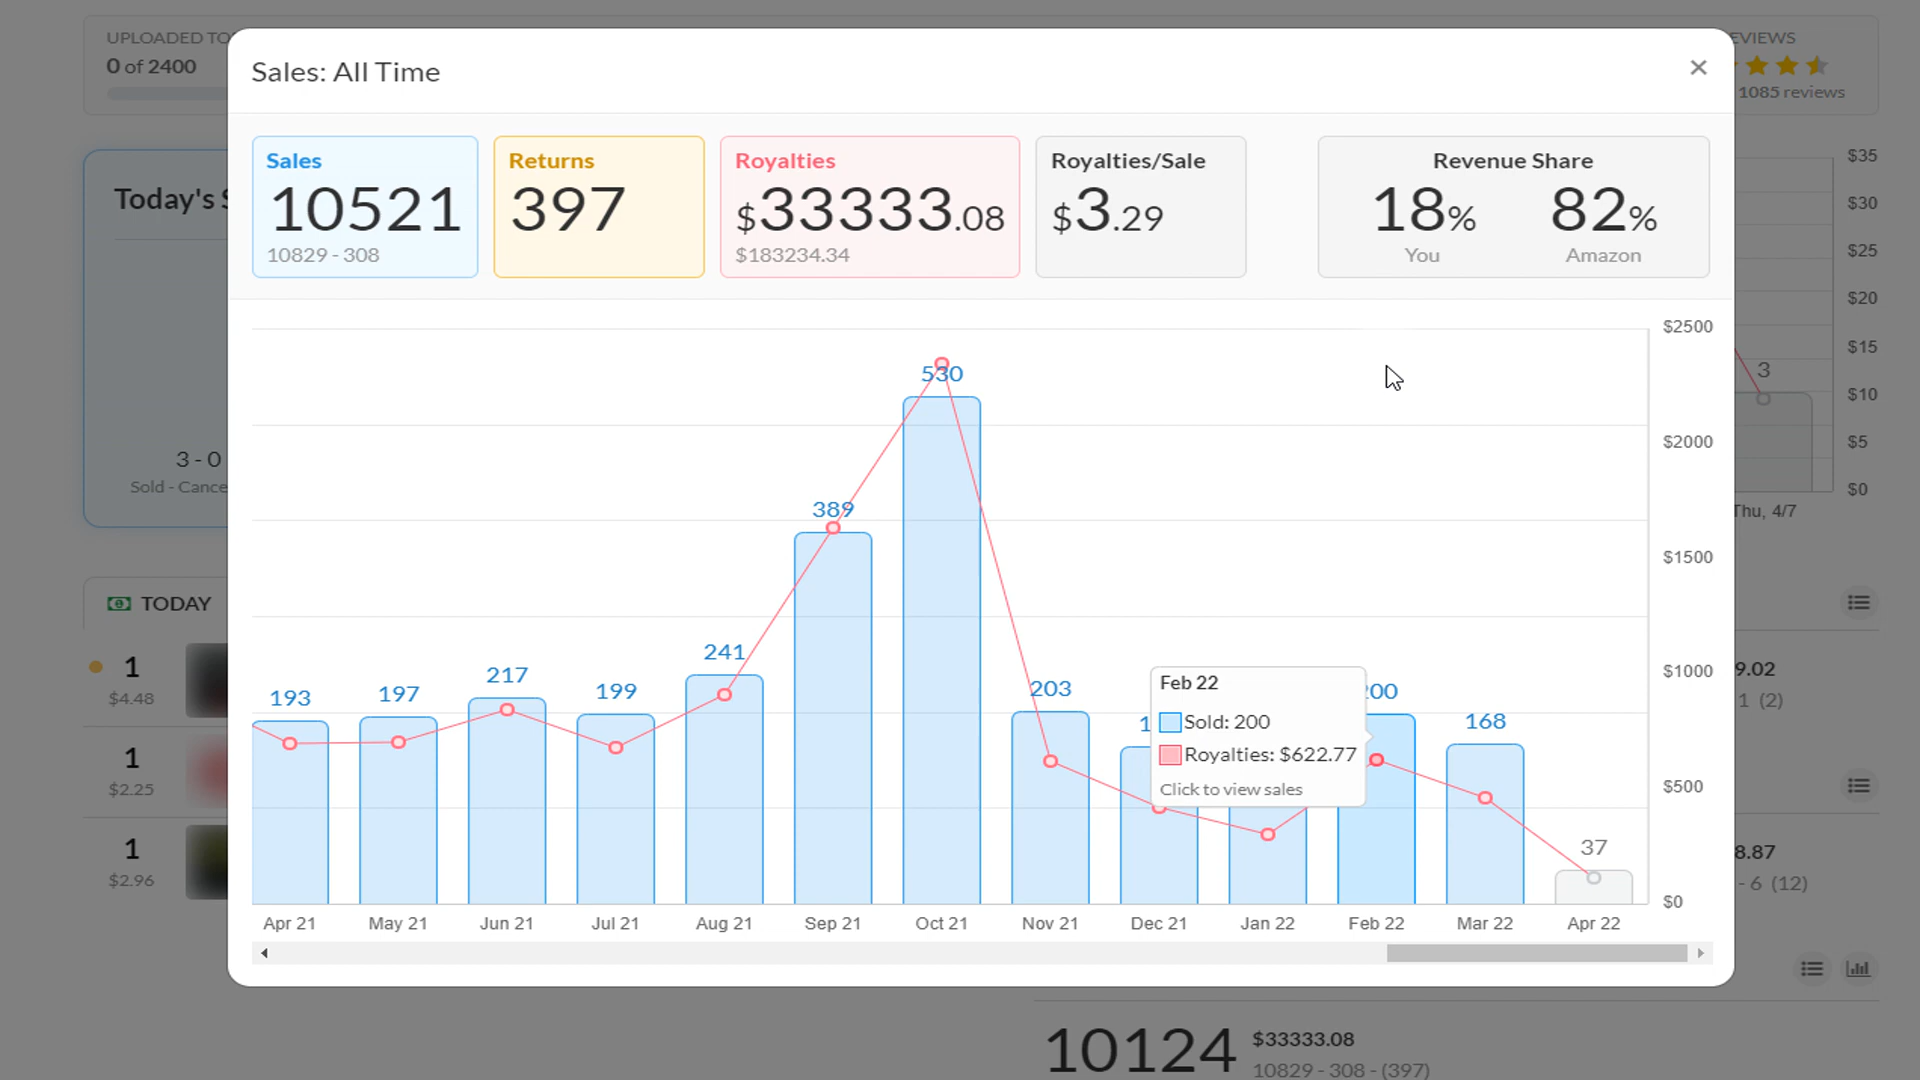 UPLOADED TO
0 of 2400
EVIEWS
1085 reviews
Sales: All Time
Sales
10521
10829 - 308
Returns
397
Royalties
$33333.08
$183234.34
Royalties/Sale
$3.29
Revenue Share
18%
82%
You
Amazon
Today's S
3 - 0
Sold - Cance
TODAY
1
$4.48
1
$2.25
1
$2.96
$2500
$2000
$1500
$1000
$500
$0
193
197
217
199
241
389
530
203
1
00
168
37
Feb 22
Sold: 200
Royalties: $622.77
Click to view sales
Apr 21
May 21
Jun 21
Jul 21
Aug 21
Sep 21
Oct 21
Nov 21
Dec 21
Jan 22
Feb 22
Mar 22
Apr 22
$35
$30
$25
$20
$15
$10
$5
$0
3
Thu, 4/7
9.02
1 (2)
8.87
- 6 (12)
10124
$33333.08
10829 - 308 - (397)